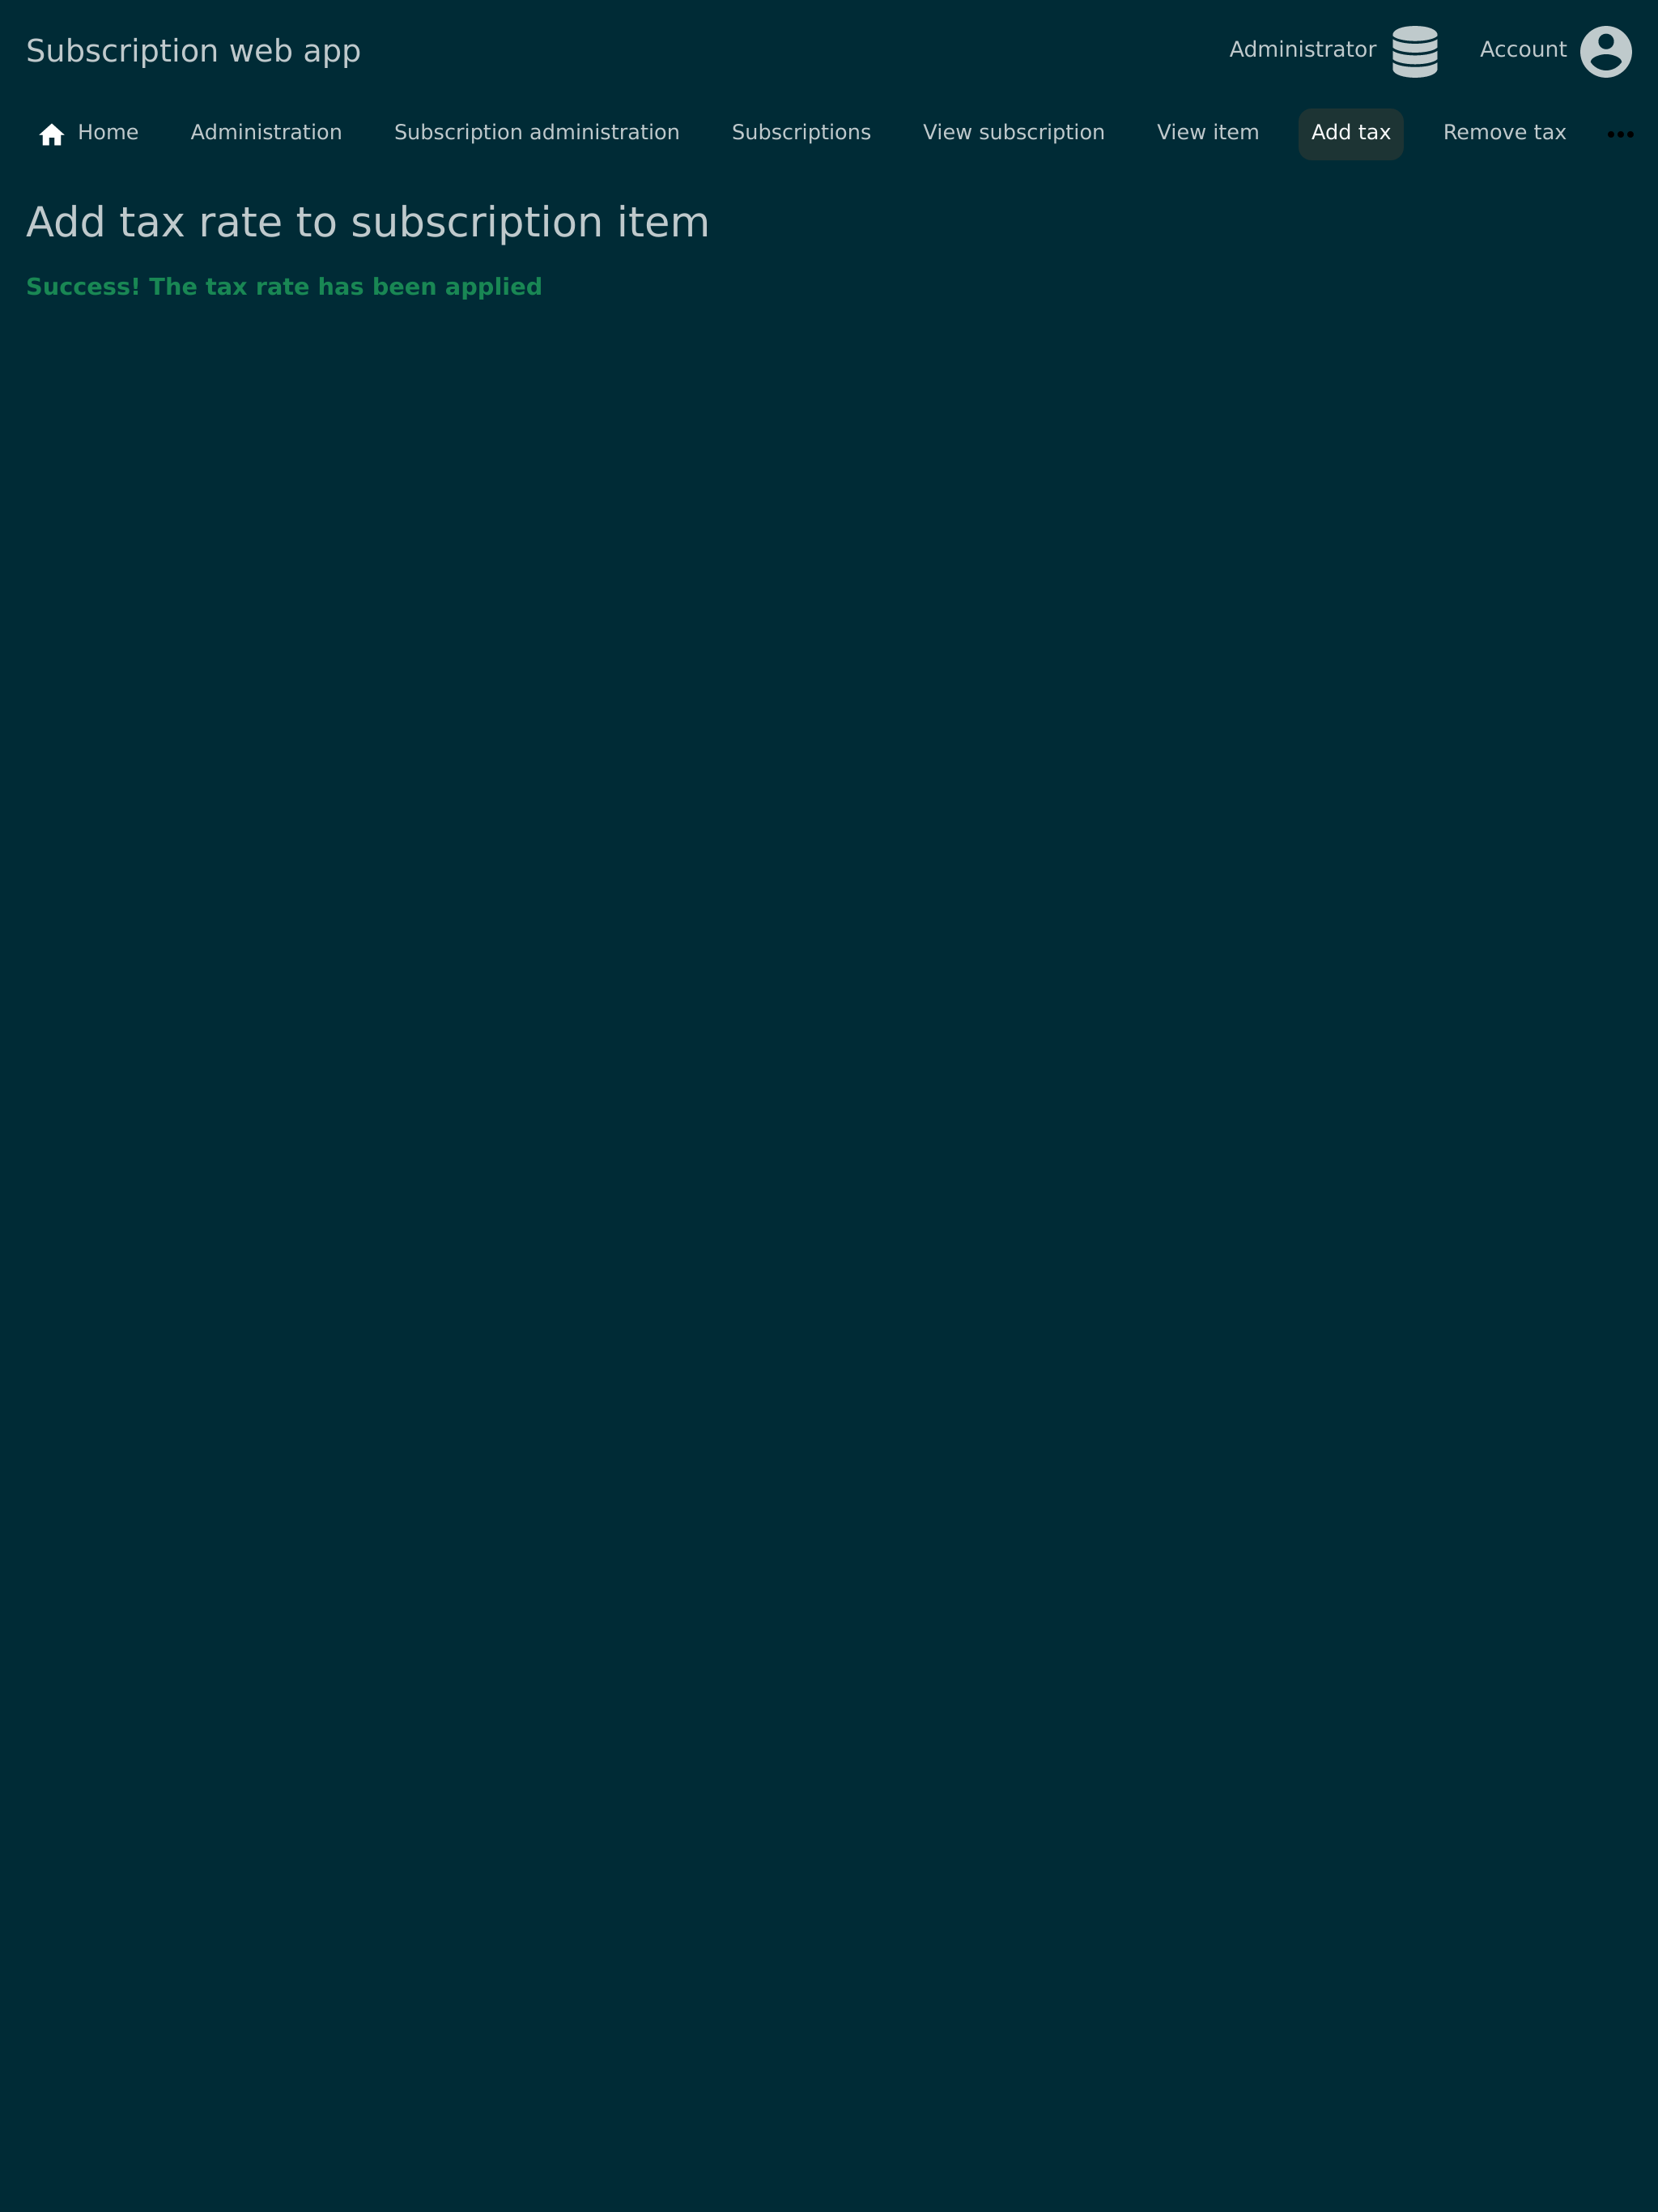 Subscription web app
Administrator
Account
Home
Administration
Subscription administration
Subscriptions
View subscription
View item
Add tax
Remove tax
Add tax rate to subscription item
Success! The tax rate has been applied